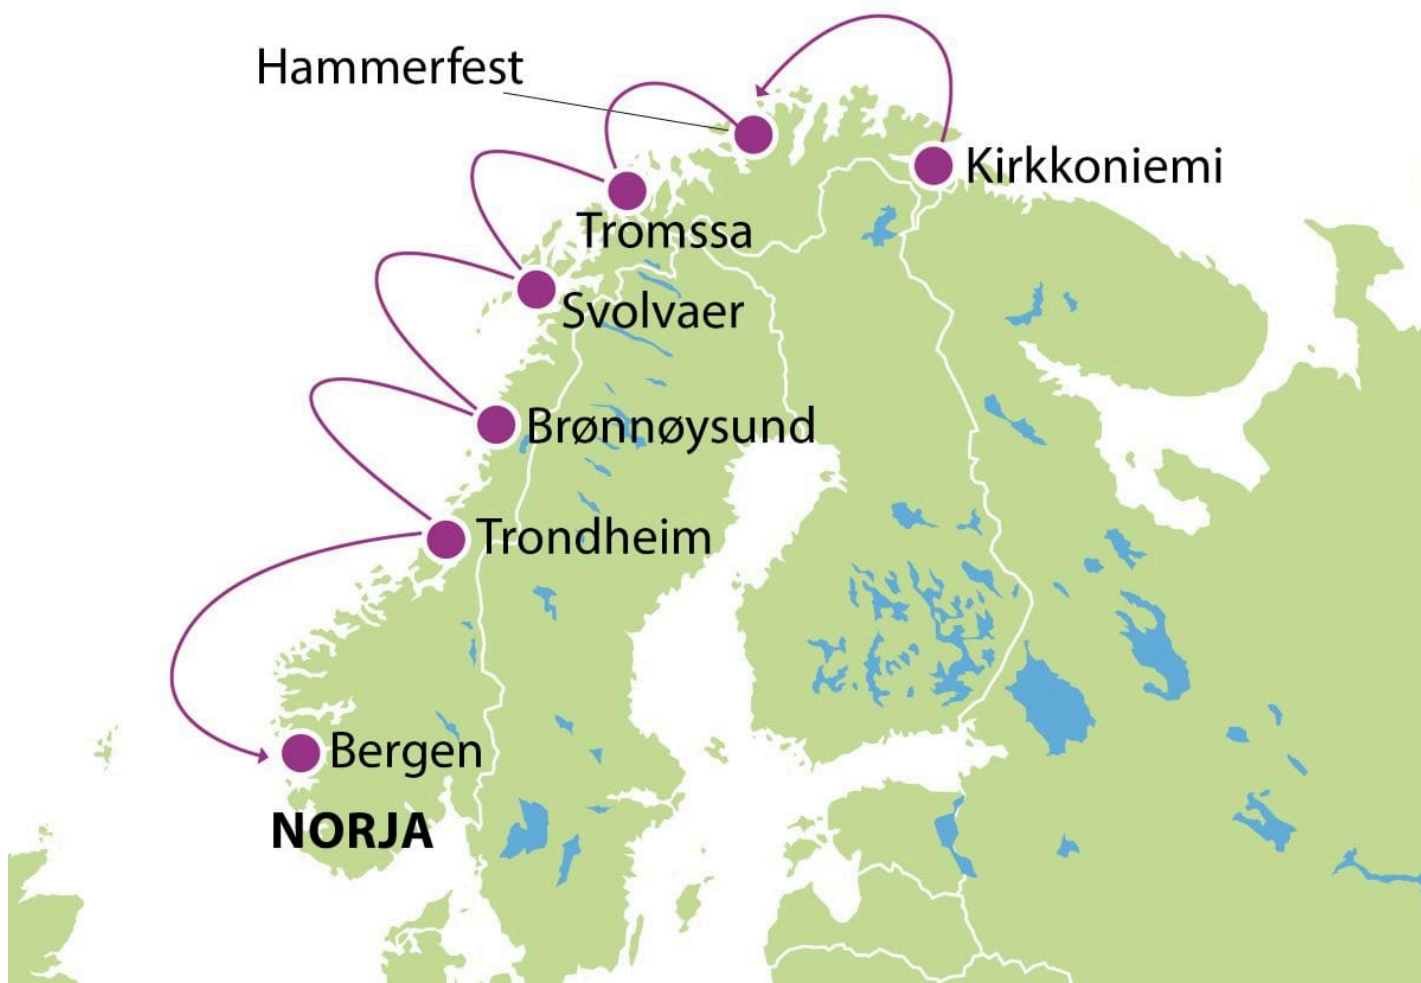 Hammerfest
Kirkkoniemi
Tromssa
Svolvaer
Brønnøysund
Trondheim
Bergen
NORJA